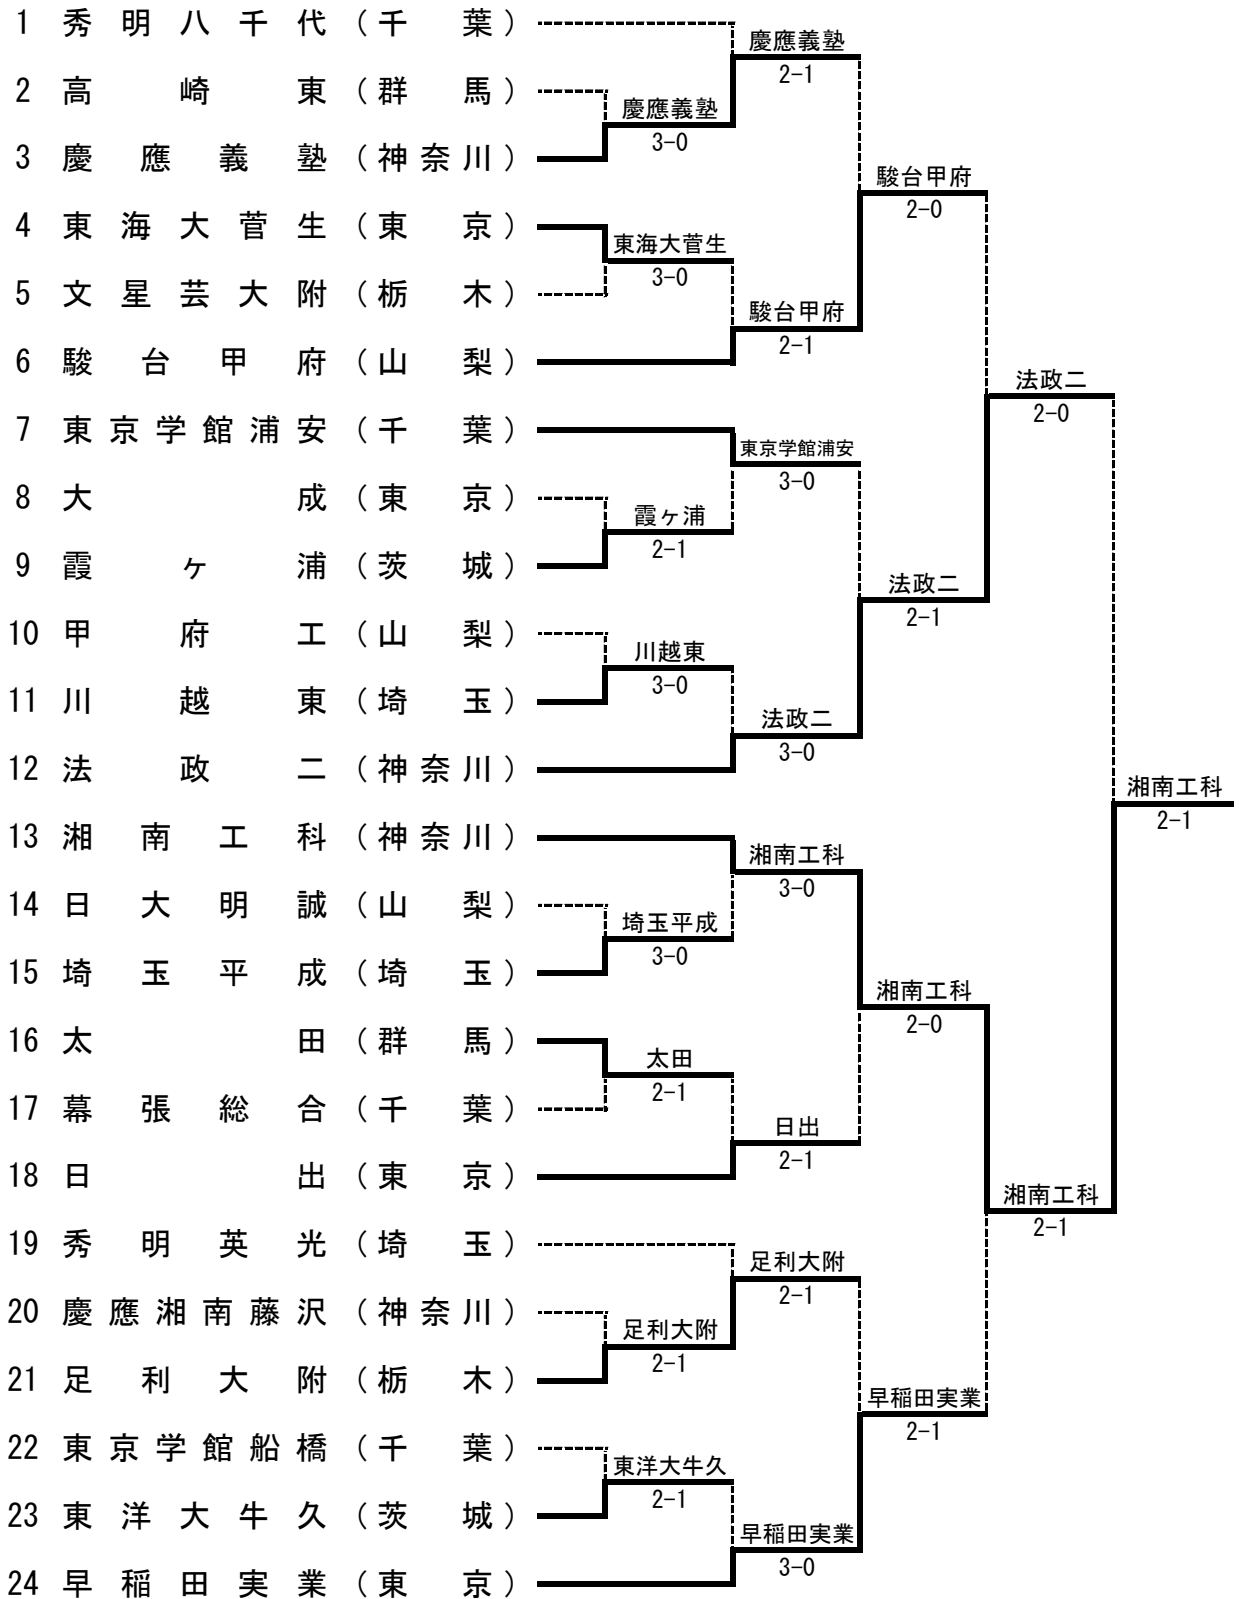 1 秀明八千代（千葉）
慶應義塾
2-1
2 高崎東（群馬）
慶應義塾
3-0
3 慶應義塾（神奈川）
駿台甲府
2-0
4 東海大菅生（東京）
東海大菅生
3-0
5 文星芸大附（栃木）
駿台甲府
2-1
6 駿台甲府（山梨）
法政二
2-0
7 東京学館浦安（千葉）
東京学館浦安
3-0
8 大成（東京）
霞ヶ浦
2-1
9 霞ヶ浦（茨城）
法政二
2-1
10 甲府工（山梨）
川越東
3-0
11 川越東（埼玉）
法政二
3-0
12 法政二（神奈川）
湘南工科
2-1
13 湘南工科（神奈川）
湘南工科
3-0
14 日大明誠（山梨）
埼玉平成
3-0
15 埼玉平成（埼玉）
湘南工科
2-0
16 太田（群馬）
太田
2-1
17 幕張総合（千葉）
日出
2-1
18 日出（東京）
湘南工科
2-1
19 秀明英光（埼玉）
足利大附
2-1
20 慶應湘南藤沢（神奈川）
足利大附
2-1
21 足利大附（栃木）
早稲田実業
2-1
22 東京学館船橋（千葉）
東洋大牛久
2-1
23 東洋大牛久（茨城）
早稲田実業
3-0
24 早稲田実業（東京）